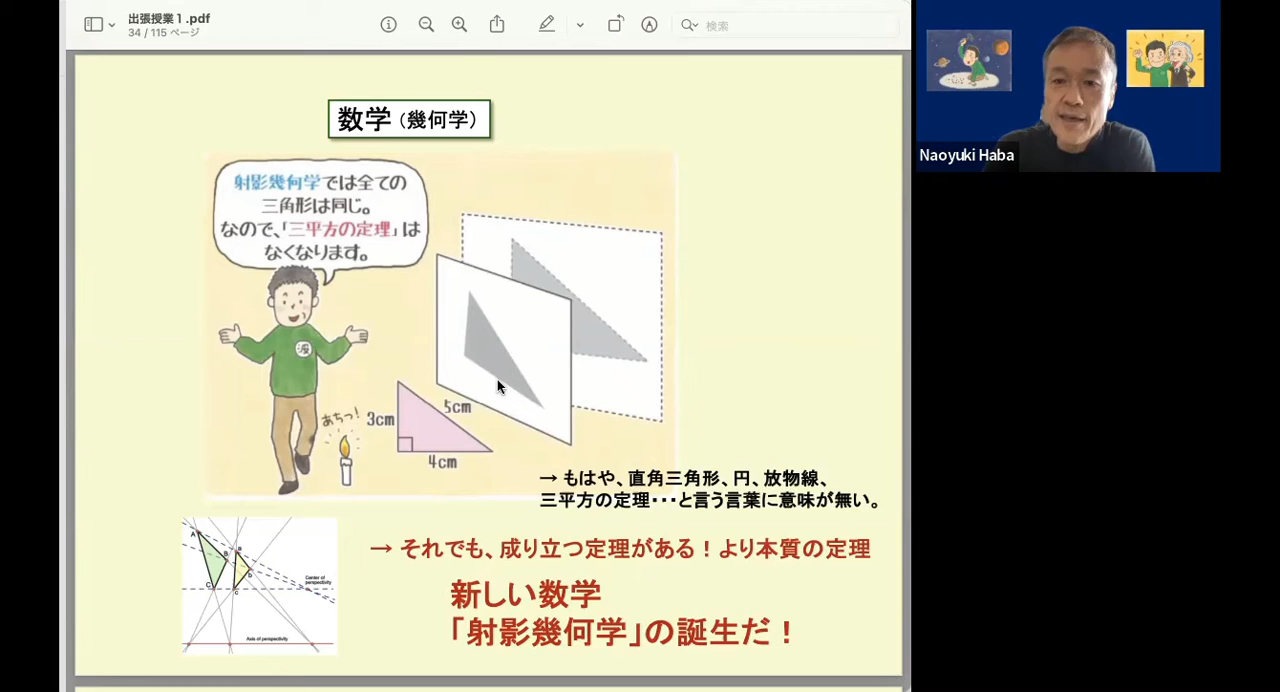 出張授業１.pdf
34 / 115 ページ
検索
数学（幾何学）
射影幾何学では全ての
三角形は同じ。
なので、「三平方の定理」は
なくなります。
波
あちっ！
3cm
5cm
4cm
→ もはや、直角三角形、円、放物線、
三平方の定理･･･と言う言葉に意味が無い。
→ それでも、成り立つ定理がある！より本質の定理
新しい数学
「射影幾何学」の誕生だ！
A
B
C
a
b
c
Center of
perspectivity
Axis of perspectivity
Naoyuki Haba